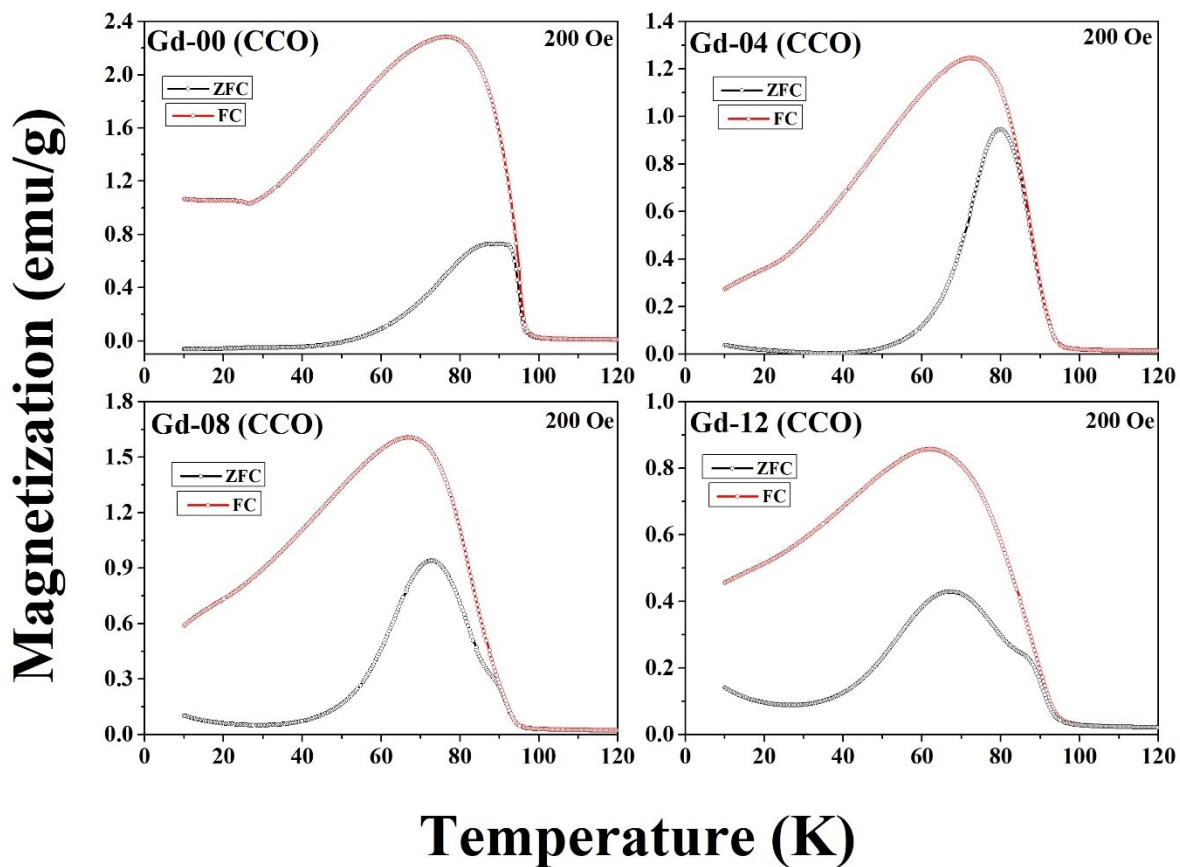 Magnetization (emu/g)
Gd-00 (CCO)
200 Oe
ZFC
FC
2.4
1.8
1.2
0.6
0.0
0 20 40 60 80 100 120
Gd-04 (CCO)
200 Oe
ZFC
FC
1.4
1.2
1.0
0.8
0.6
0.4
0.2
0.0
0 20 40 60 80 100 120
Gd-08 (CCO)
200 Oe
ZFC
FC
1.8
1.5
1.2
0.9
0.6
0.3
0.0
0 20 40 60 80 100 120
Gd-12 (CCO)
200 Oe
ZFC
FC
1.0
0.8
0.6
0.4
0.2
0.0
0 20 40 60 80 100 120
Temperature (K)